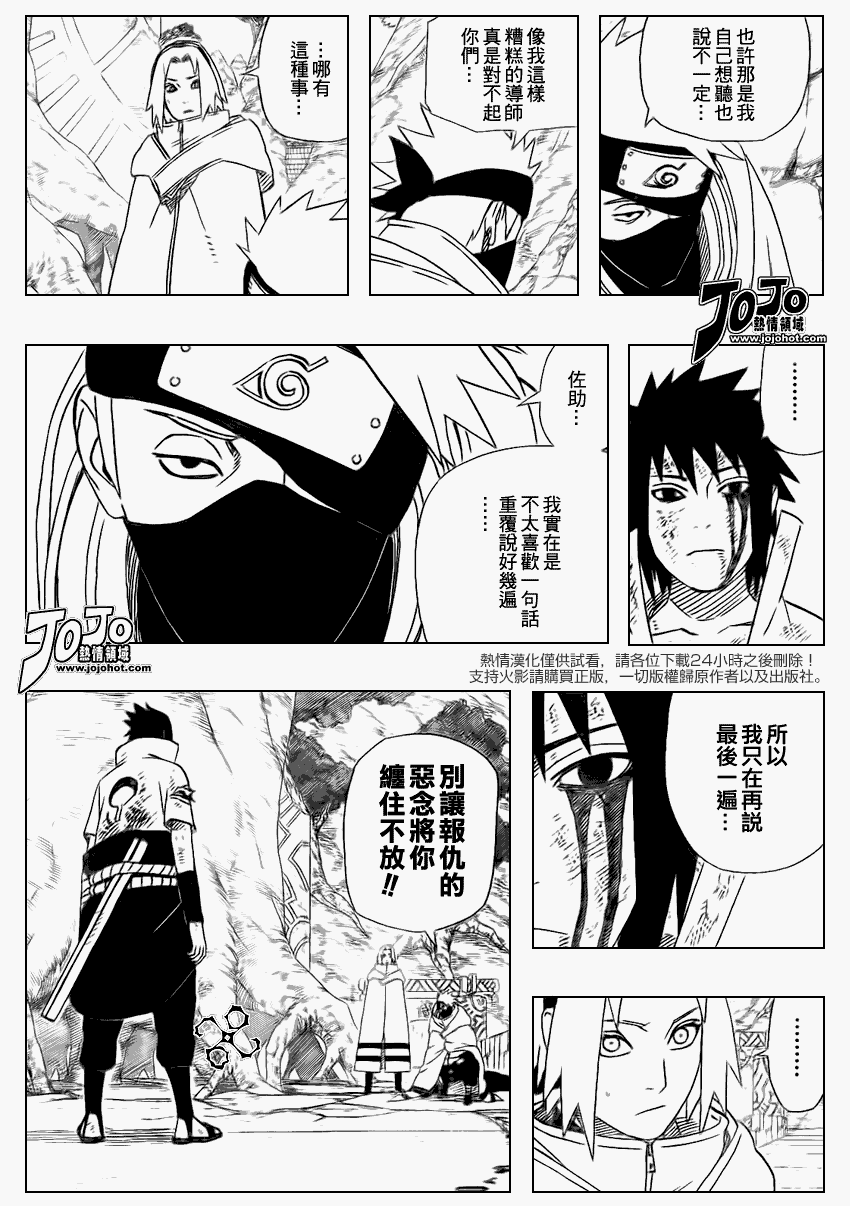 也許那是我
自己想聽也
說不一定…
像我這樣
糟糕的導師
真是對不起
你們…
…哪有
這種事…
JOJO
熱情領域
www.jojohot.com
………
佐助…
我實在是
不太喜歡一句話
重覆說好幾遍
……
JOJO
熱情領域
www.jojohot.com
熱情漢化僅供試看，請各位下載24小時之後刪除！
支持火影請購買正版，一切版權歸原作者以及出版社。
所以
我只在再說
最後一遍…
別讓報仇的
惡念將你
纏住不放!!
………